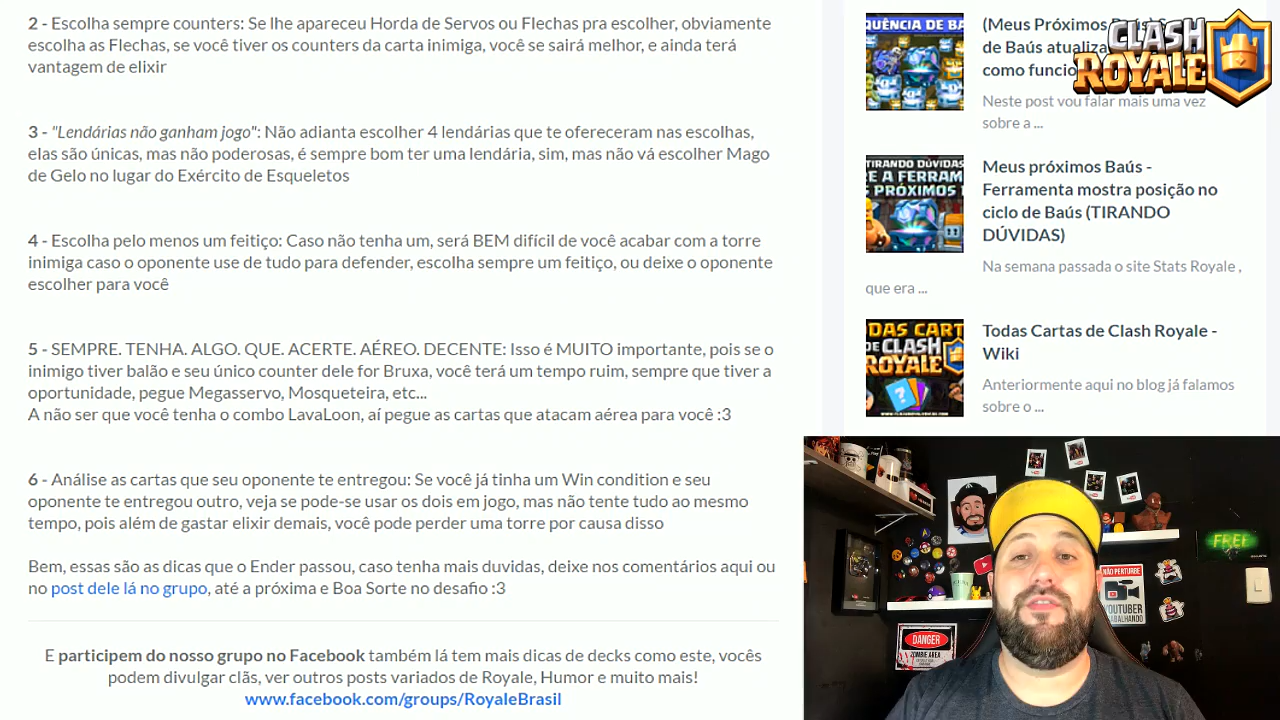 2 - Escolha sempre counters: Se lhe apareceu Horda de Servos ou Flechas pra escolher, obviamente
escolha as Flechas, se você tiver os counters da carta inimiga, você se sairá melhor, e ainda terá
vantagem de elixir
3 - "Lendárias não ganham jogo": Não adianta escolher 4 lendárias que te ofereceram nas escolhas,
elas são únicas, mas não poderosas, é sempre bom ter uma lendária, sim, mas não vá escolher Mago
de Gelo no lugar do Exército de Esqueletos
4 - Escolha pelo menos um feitiço: Caso não tenha um, será BEM difícil de você acabar com a torre
inimiga caso o oponente use de tudo para defender, escolha sempre um feitiço, ou deixe o oponente
escolher para você
5 - SEMPRE. TENHA. ALGO. QUE. ACERTE. AÉREO. DECENTE: Isso é MUITO importante, pois se o
inimigo tiver balão e seu único counter dele for Bruxa, você terá um tempo ruim, sempre que tiver a
oportunidade, pegue Megasservo, Mosqueteira, etc...
A não ser que você tenha o combo LavaLoon, aí pegue as cartas que atacam aérea para você :3
6 - Análise as cartas que seu oponente te entregou: Se você já tinha um Win condition e seu
oponente te entregou outro, veja se pode-se usar os dois em jogo, mas não tente tudo ao mesmo
tempo, pois além de gastar elixir demais, você pode perder uma torre por causa disso
Bem, essas são as dicas que o Ender passou, caso tenha mais duvidas, deixe nos comentários aqui ou
no post dele lá no grupo, até a próxima e Boa Sorte no desafio :3
E participem do nosso grupo no Facebook também lá tem mais dicas de decks como este, vocês
podem divulgar clãs, ver outros posts variados de Royale, Humor e muito mais!
www.facebook.com/groups/RoyaleBrasil
QUÊNCIA DE BA
(Meus Próximos
de Baús atualiza
como funcio
Neste post vou falar mais uma vez
sobre a ...
CLASH
ROYALE
TIRANDO DÚVIDAS
RE A FERRAM
S PRÓXIMOS
Meus próximos Baús -
Ferramenta mostra posição no
ciclo de Baús (TIRANDO
DÚVIDAS)
Na semana passada o site Stats Royale ,
que era ...
DAS CART
DE CLASH
ROYALE
Todas Cartas de Clash Royale -
Wiki
Anteriormente aqui no blog já falamos
sobre o ...
FREE
NÃO PERTURBE
YOUTUBER
TRABALHANDO
DANGER
ZOMBIE AREA